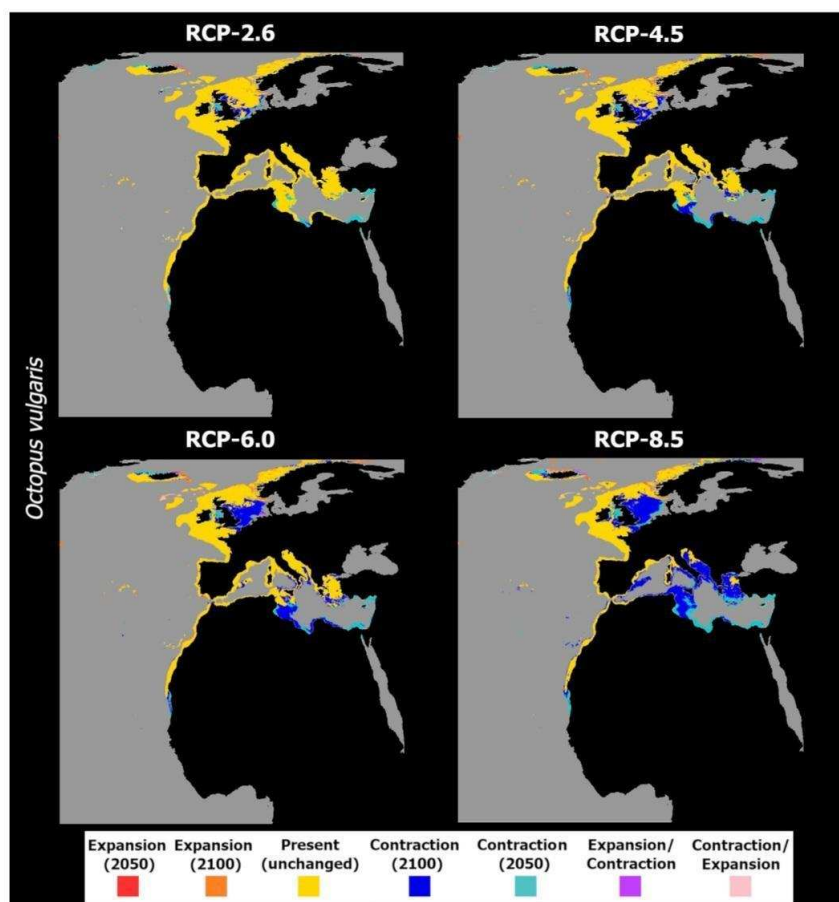 RCP-2.6
RCP-4.5
Octopus vulgaris
RCP-6.0
RCP-8.5
Expansion
(2050)
Expansion
(2100)
Present
(unchanged)
Contraction
(2100)
Contraction
(2050)
Expansion/
Contraction
Contraction/
Expansion